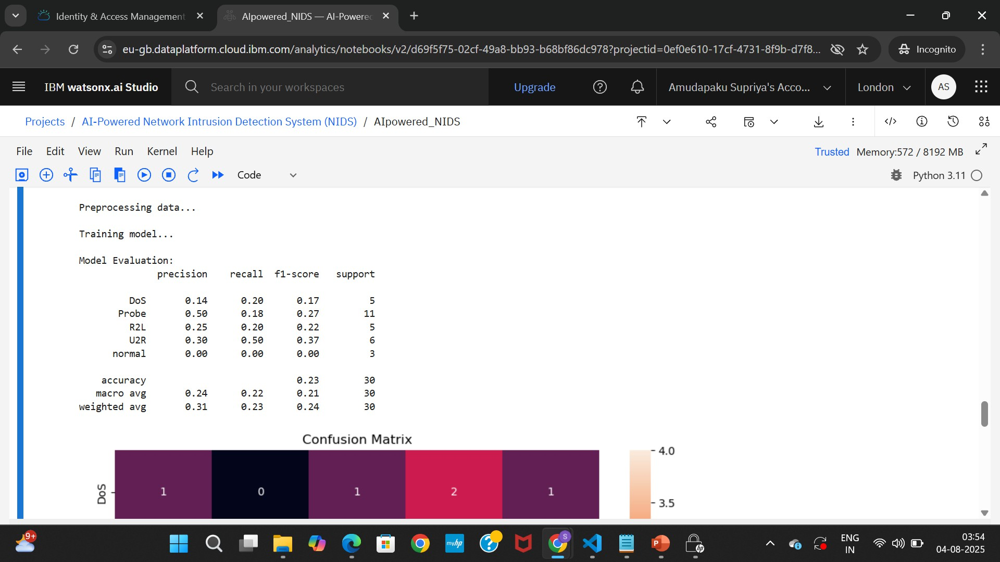 Identity & Access Management
AIpowered_NIDS — AI-Powered
eu-gb.dataplatform.cloud.ibm.com/analytics/notebooks/v2/d69f5f75-02cf-49a8-bb93-b68bf86dc978?projectid=0ef0e610-17cf-4731-8f9b-d7f8...
Incognito
IBM watsonx.ai Studio
Search in your workspaces
Upgrade
Amudapaku Supriya's Acco...
London
AS
Projects / AI-Powered Network Intrusion Detection System (NIDS) / AIpowered_NIDS
File Edit View Run Kernel Help
Trusted Memory:572 / 8192 MB
Code
Python 3.11
Preprocessing data...
Training model...
Model Evaluation:
precision recall f1-score support
DoS 0.14 0.20 0.17 5
Probe 0.50 0.18 0.27 11
R2L 0.25 0.20 0.22 5
U2R 0.30 0.50 0.37 6
normal 0.00 0.00 0.00 3
accuracy 0.23 30
macro avg 0.24 0.22 0.21 30
weighted avg 0.31 0.23 0.24 30
Confusion Matrix
4.0
DoS 1 0 1 2 1
3.5
9+
myhp
S
P
hp
ENG
IN
03:54
04-08-2025